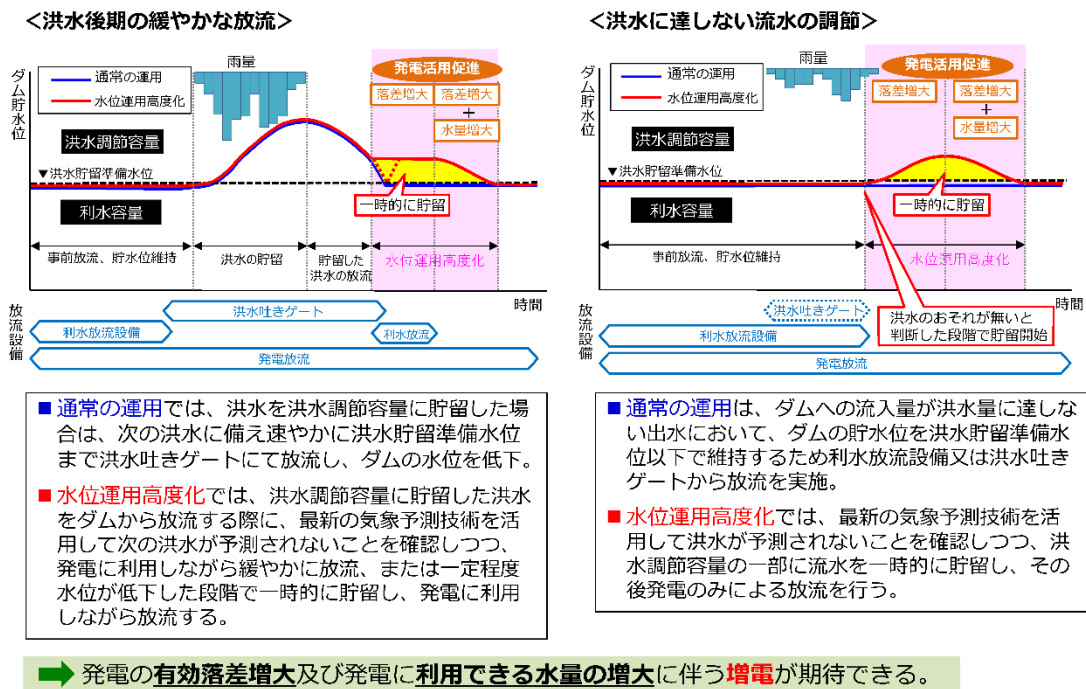 <洪水後期の緩やかな放流>
ダム貯水位
通常の運用
水位運用高度化
雨量
発電活用促進
落差増大
落差増大
+
水量増大
洪水調節容量
▼洪水貯留準備水位
利水容量
一時的に貯留
事前放流、貯水位維持
洪水の貯留
貯留した
洪水の放流
水位運用高度化
時間
放流設備
洪水吐きゲート
利水放流設備
利水放流
発電放流
■通常の運用では、洪水を洪水調節容量に貯留した場
合は、次の洪水に備え速やかに洪水貯留準備水位
まで洪水吐きゲートにて放流し、ダムの水位を低下。
■水位運用高度化では、洪水調節容量に貯留した洪水
をダムから放流する際に、最新の気象予測技術を活
用して次の洪水が予測されないことを確認しつつ、
発電に利用しながら緩やかに放流、または一定程度
水位が低下した段階で一時的に貯留し、発電に利用
しながら放流する。
<洪水に達しない流水の調節>
ダム貯水位
通常の運用
水位運用高度化
雨量
発電活用促進
落差増大
落差増大
+
水量増大
洪水調節容量
▼洪水貯留準備水位
利水容量
一時的に貯留
事前放流、貯水位維持
水位運用高度化
時間
放流設備
洪水吐きゲート
利水放流設備
発電放流
洪水のおそれが無いと
判断した段階で貯留開始
■通常の運用は、ダムへの流入量が洪水量に達しな
い出水において、ダムの貯水位を洪水貯留準備水
位以下で維持するため利水放流設備又は洪水吐き
ゲートから放流を実施。
■水位運用高度化では、最新の気象予測技術を活
用して洪水が予測されないことを確認しつつ、洪
水調節容量の一部に流水を一時的に貯留し、その
後発電のみによる放流を行う。
発電の有効落差増大及び発電に利用できる水量の増大に伴う増電が期待できる。